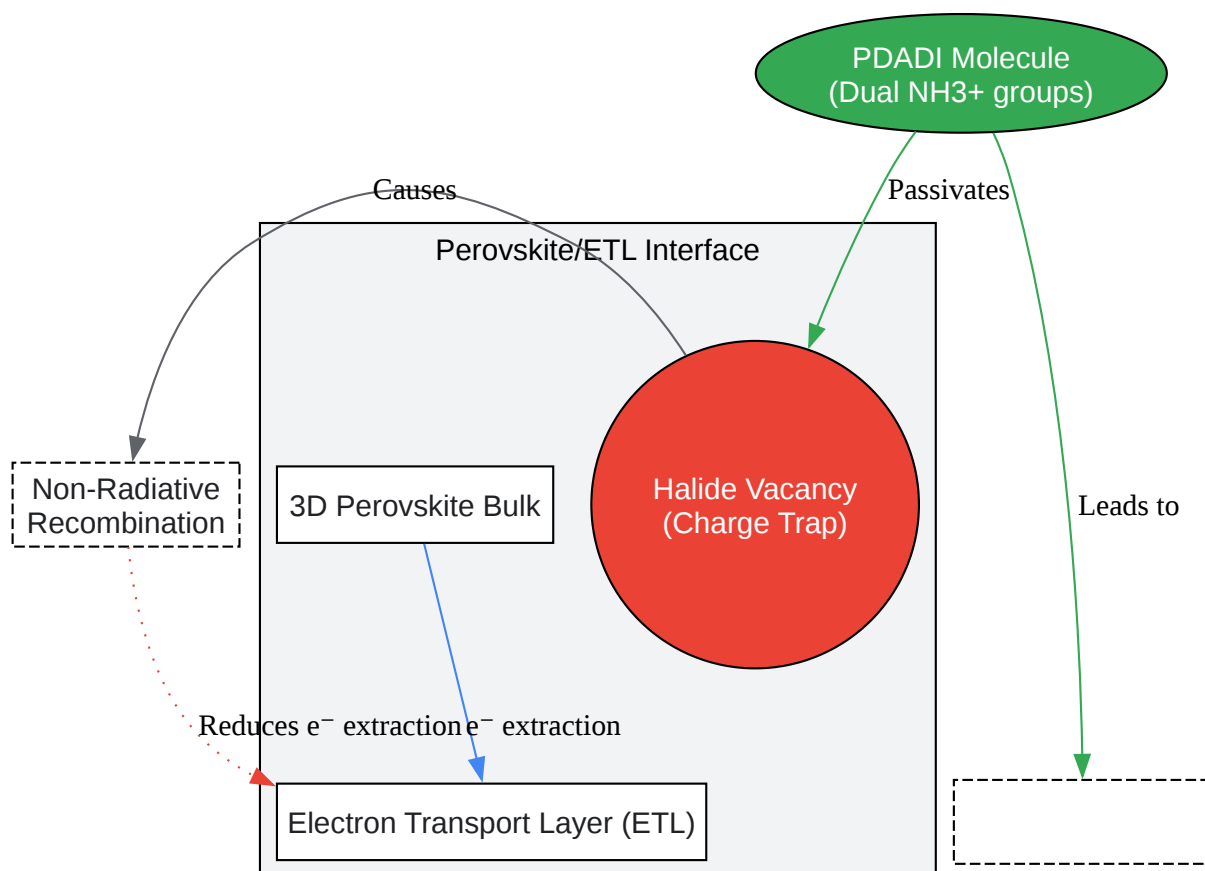 PDADI Molecule
(Dual NH3+ groups)
Causes
Passivates
Perovskite/ETL Interface
Non-Radiative
Recombination
3D Perovskite Bulk
Halide Vacancy
(Charge Trap)
Leads to
Reduces e⁻ extraction
e⁻ extraction
Electron Transport Layer (ETL)